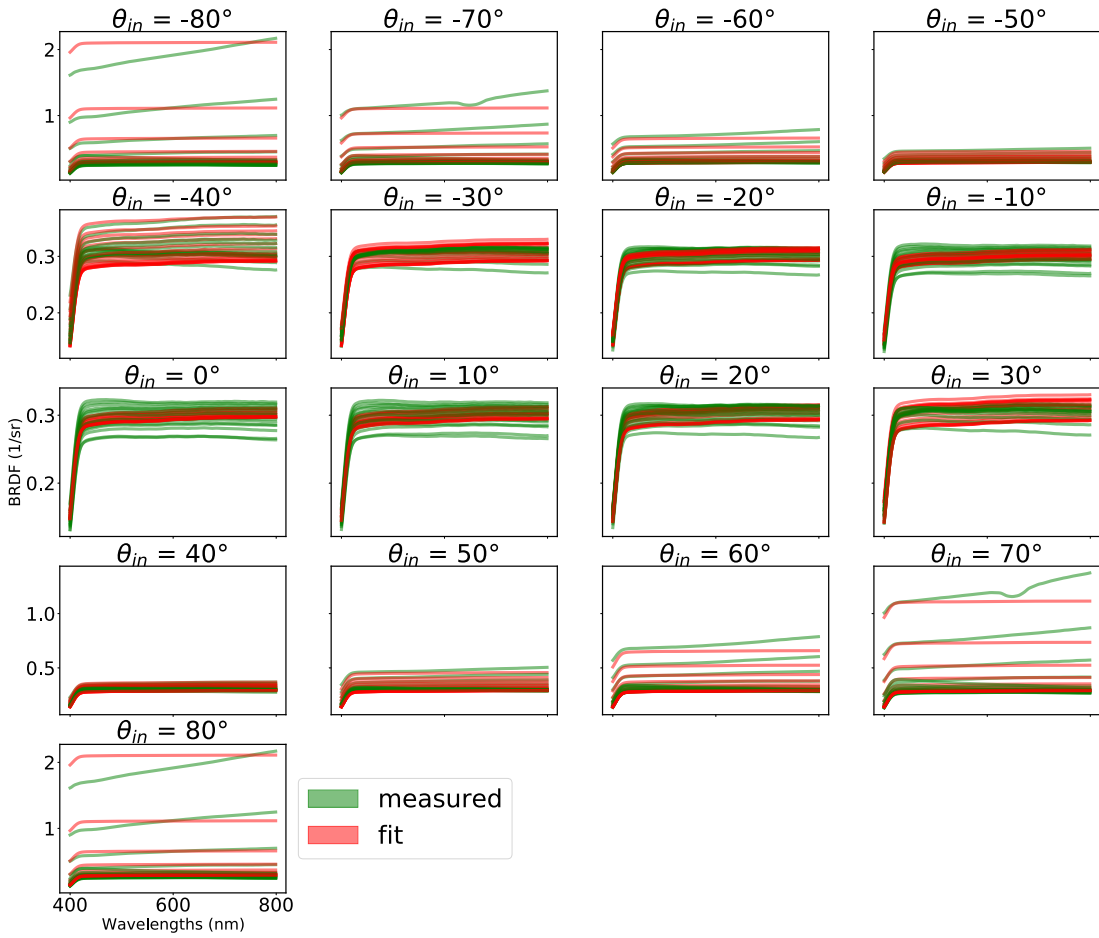 θin = -80° θin = -70° θin = -60° θin = -50°
2
1
θin = -40° θin = -30° θin = -20° θin = -10°
0.3
0.2
θin = 0° θin = 10° θin = 20° θin = 30°
0.3
0.2
BRDF (1/sr)
θin = 40° θin = 50° θin = 60° θin = 70°
1.0
0.5
θin = 80°
2
1
400 600 800
Wavelengths (nm)
measured
fit